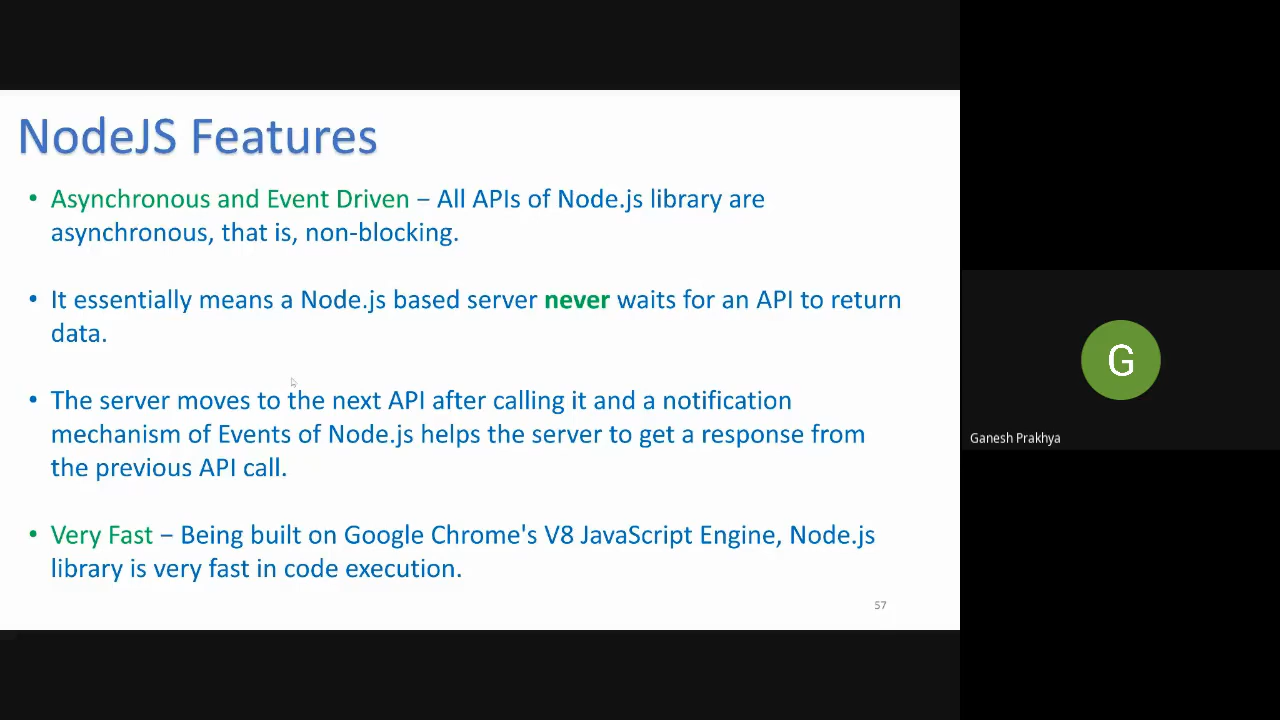 NodeJS Features
• Asynchronous and Event Driven – All APIs of Node.js library are
asynchronous, that is, non-blocking.
• It essentially means a Node.js based server never waits for an API to return
data.
• The server moves to the next API after calling it and a notification
mechanism of Events of Node.js helps the server to get a response from
the previous API call.
• Very Fast – Being built on Google Chrome's V8 JavaScript Engine, Node.js
library is very fast in code execution.
57
G
Ganesh Prakhya